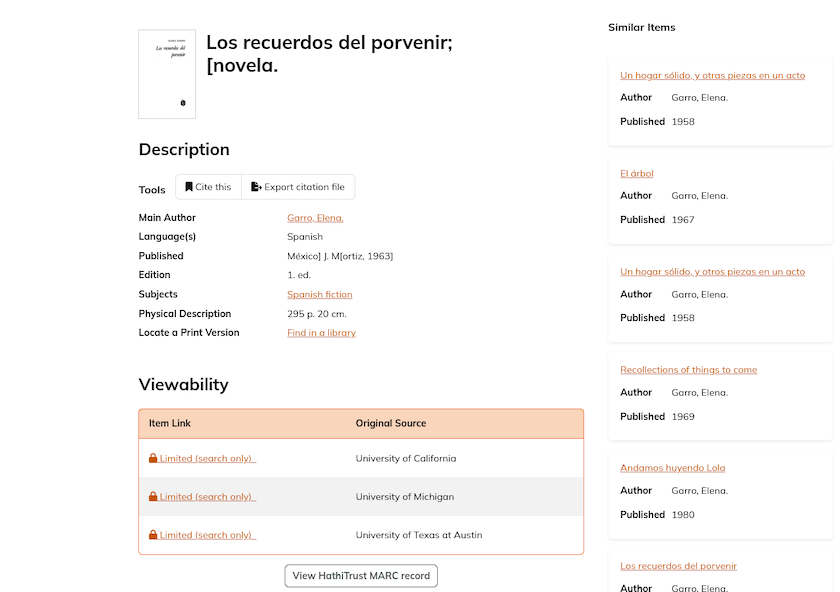 ELENA GARRO
Los recuerdos del
porvenir
Los recuerdos del porvenir;
[novela.
Description
Tools
Cite this
Export citation file
Main Author Garro, Elena.
Language(s) Spanish
Published México] J. M[ortiz, 1963]
Edition 1. ed.
Subjects Spanish fiction
Physical Description 295 p. 20 cm.
Locate a Print Version Find in a library
Viewability
Item Link Original Source
Limited (search only) University of California
Limited (search only) University of Michigan
Limited (search only) University of Texas at Austin
View HathiTrust MARC record
Similar Items
Un hogar sólido, y otras piezas en un acto
Author Garro, Elena.
Published 1958
El árbol
Author Garro, Elena.
Published 1967
Un hogar sólido, y otros piezas en un acto
Author Garro, Elena.
Published 1958
Recollections of things to come
Author Garro, Elena.
Published 1969
Andamos huyendo Lola
Author Garro, Elena.
Published 1980
Los recuerdos del porvenir
Author Garro, Elena.